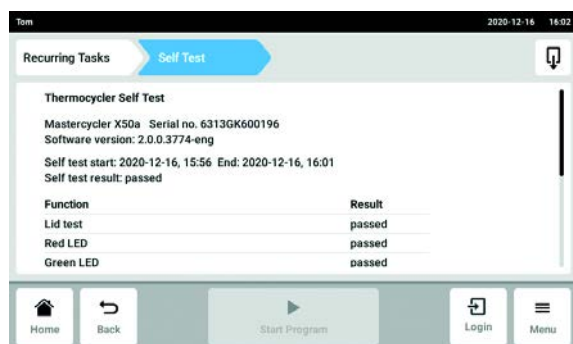 Tom 2020-12-16 16:02
Recurring Tasks Self Test
Thermocycler Self Test
Mastercycler X50a Serial no. 6313GK600196
Software version: 2.0.0.3774-eng
Self test start: 2020-12-16, 15:56 End: 2020-12-16, 16:01
Self test result: passed
Function Result
Lid test passed
Red LED passed
Green LED passed
Home Back Start Program Login Menu